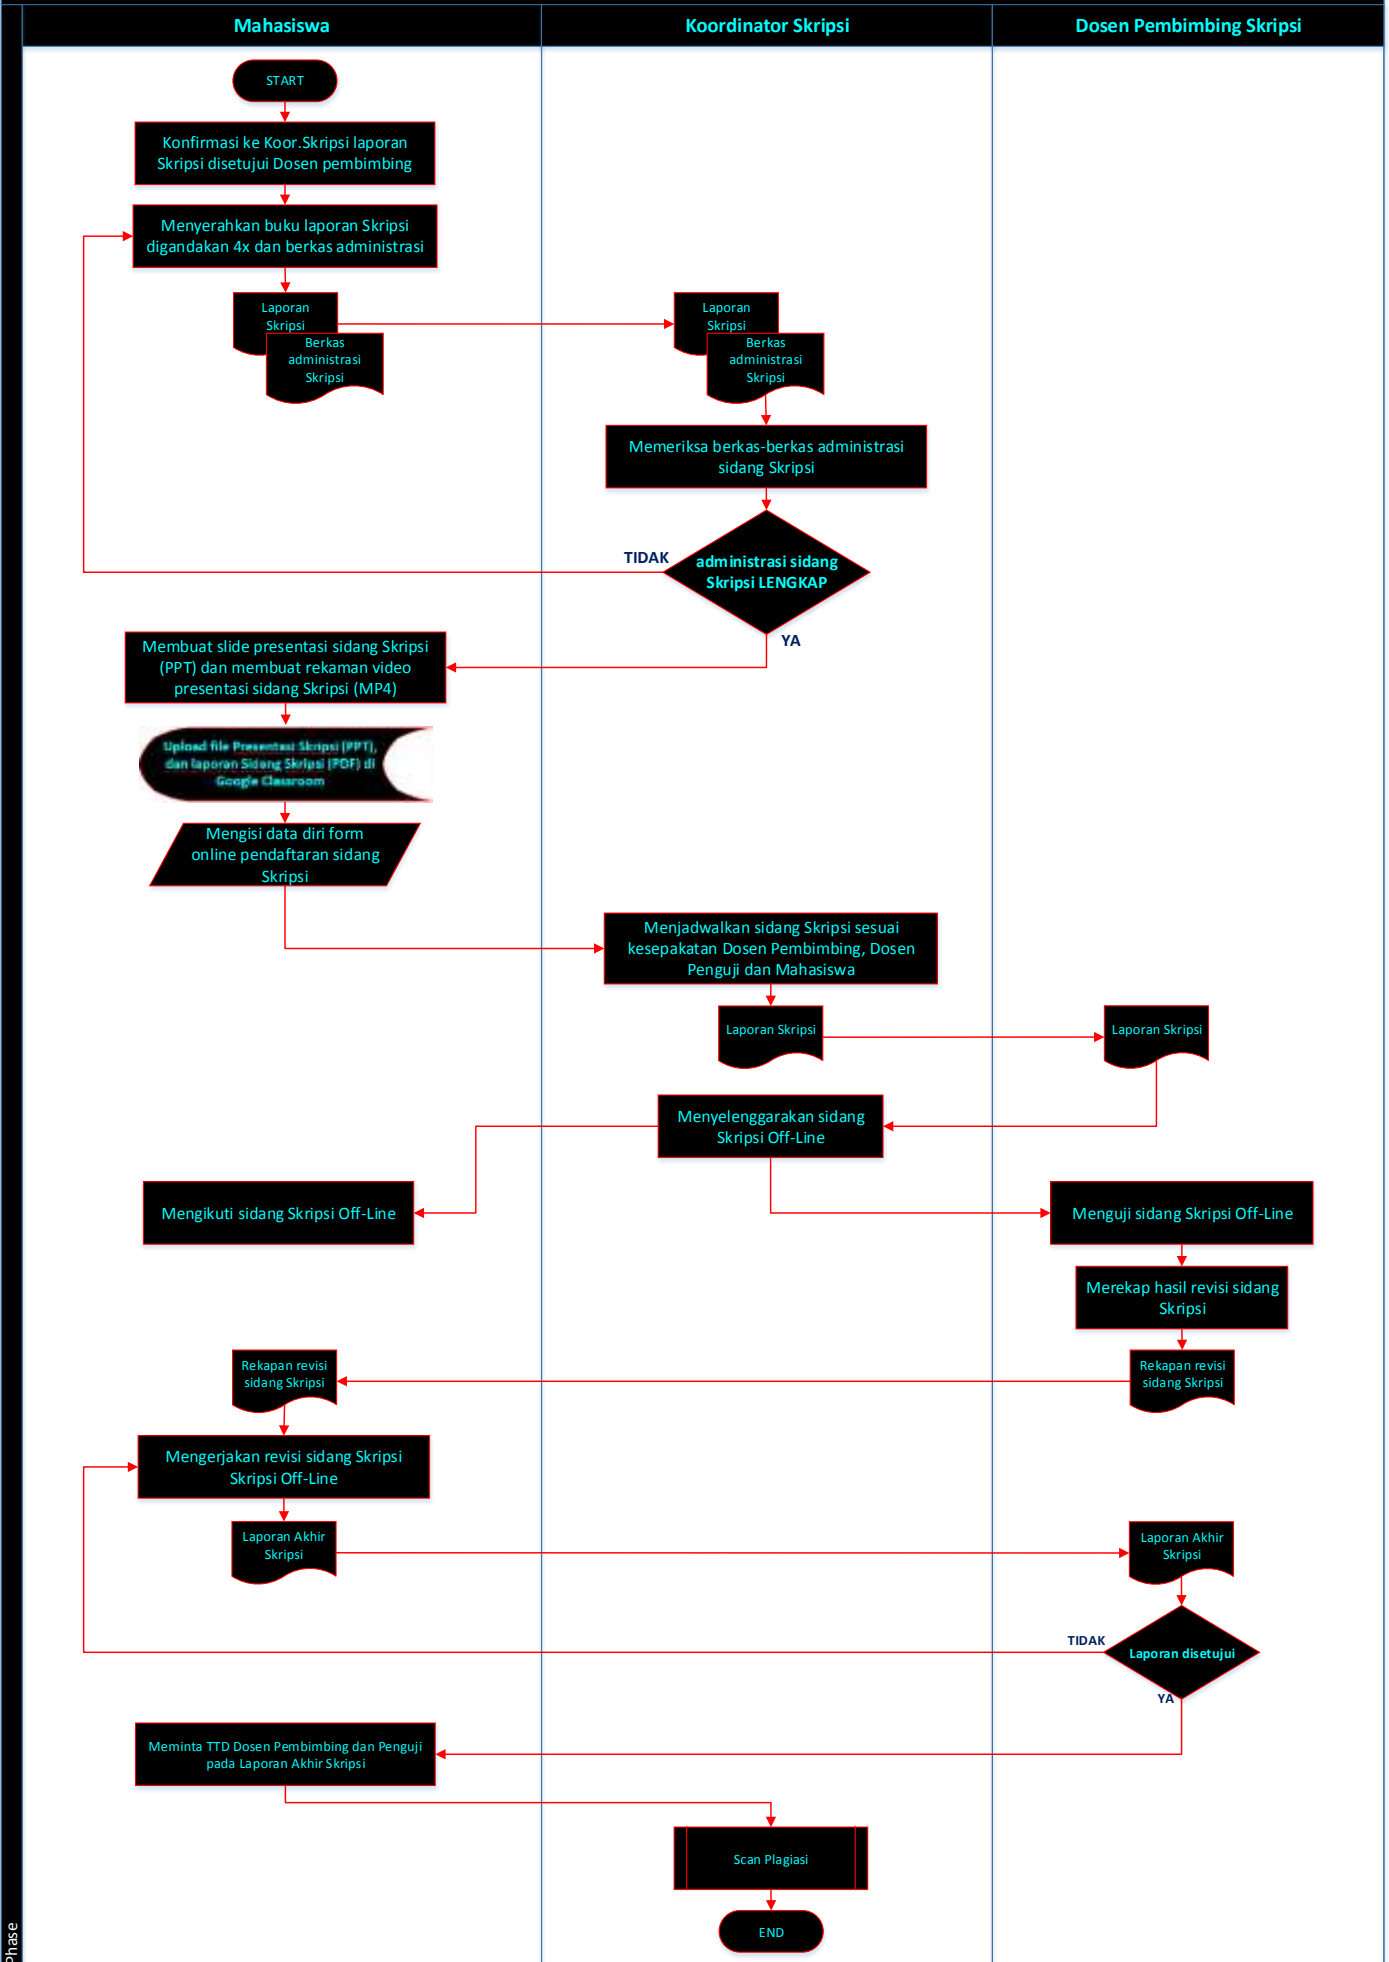 Mahasiswa
Koordinator Skripsi
Dosen Pembimbing Skripsi
START
Konfirmasi ke Koor.Skripsi laporan
Skripsi disetujui Dosen pembimbing
Menyerahkan buku laporan Skripsi
digandakan 4x dan berkas administrasi
Laporan
Skripsi
Berkas
administrasi
Skripsi
Laporan
Skripsi
Berkas
administrasi
Skripsi
Memeriksa berkas-berkas administrasi
sidang Skripsi
TIDAK
administrasi sidang
Skripsi LENGKAP
YA
Membuat slide presentasi sidang Skripsi
(PPT) dan membuat rekaman video
presentasi sidang Skripsi (MP4)
Upload file Presentasi Skripsi (PPT),
dan laporan Sidang Skripsi (PDF) di
Google Classroom
Mengisi data diri form
online pendaftaran sidang
Skripsi
Menjadwalkan sidang Skripsi sesuai
kesepakatan Dosen Pembimbing, Dosen
Penguji dan Mahasiswa
Laporan Skripsi
Laporan Skripsi
Menyelenggarakan sidang
Skripsi Off-Line
Mengikuti sidang Skripsi Off-Line
Menguji sidang Skripsi Off-Line
Merekap hasil revisi sidang
Skripsi
Rekapan revisi
sidang Skripsi
Rekapan revisi
sidang Skripsi
Mengerjakan revisi sidang Skripsi
Skripsi Off-Line
Laporan Akhir
Skripsi
Laporan Akhir
Skripsi
TIDAK
Laporan disetujui
YA
Meminta TTD Dosen Pembimbing dan Penguji
pada Laporan Akhir Skripsi
Scan Plagiasi
END
Phase